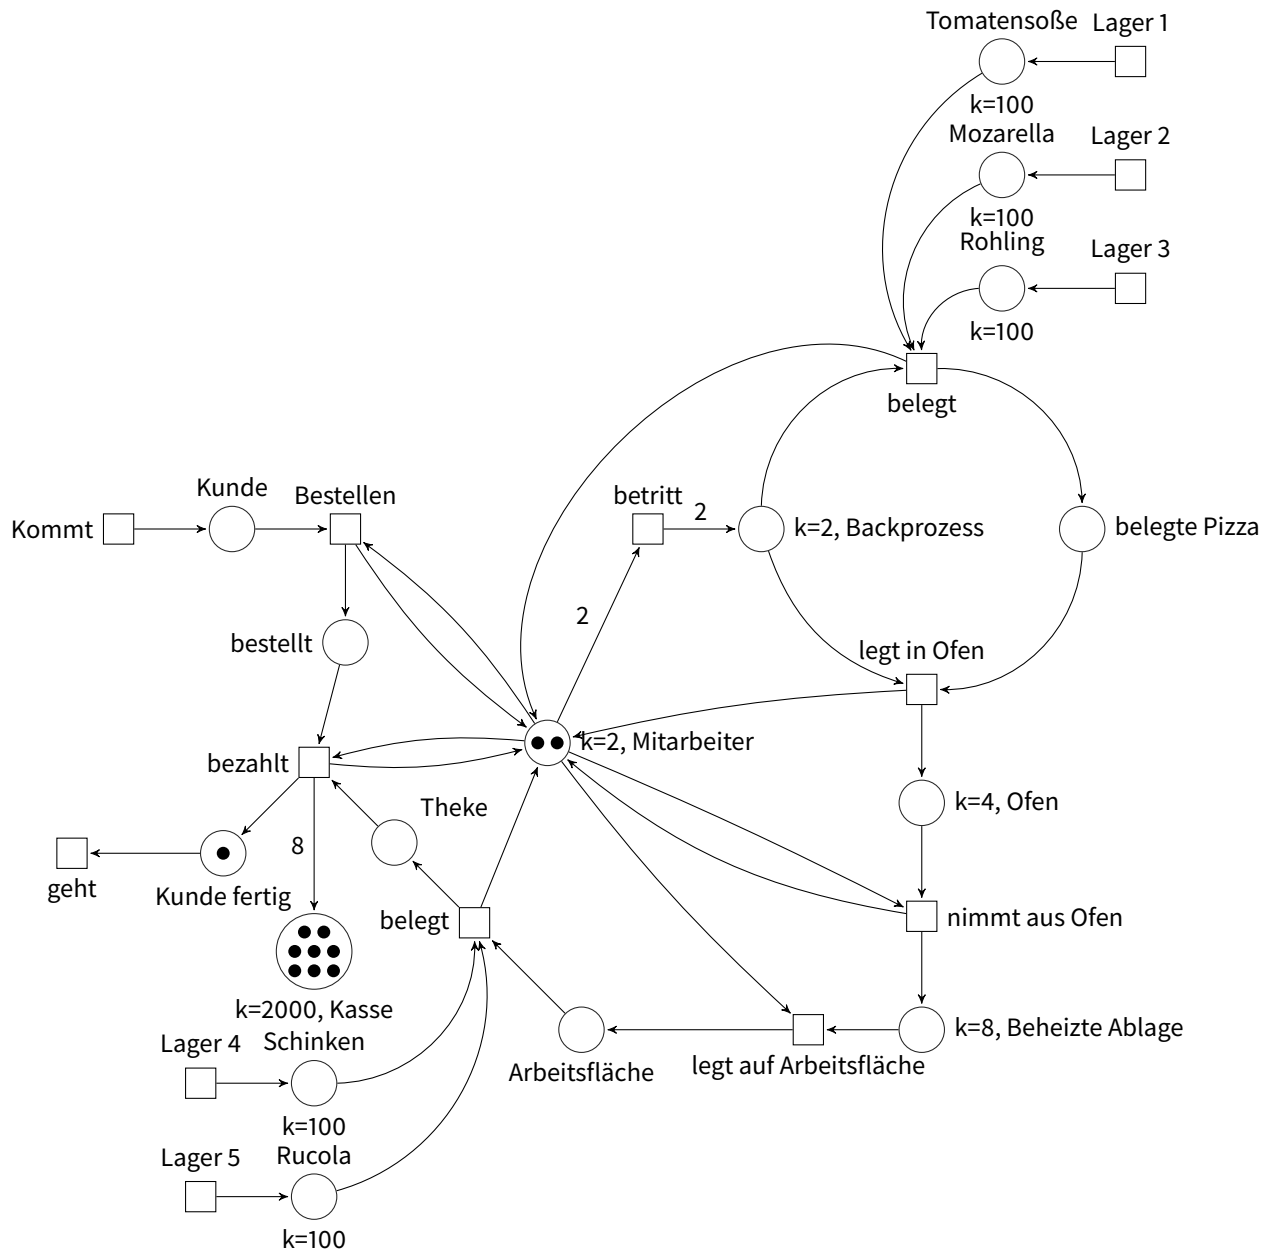 Tomatensoße
Lager 1
k=100
Mozarella
Lager 2
k=100
Rohling
Lager 3
k=100
belegt
Kunde
Bestellen
betritt
2
Kommt
k=2, Backprozess
belegte Pizza
2
bestellt
legt in Ofen
k=2, Mitarbeiter
bezahlt
Theke
k=4, Ofen
8
geht
Kunde fertig
belegt
nimmt aus Ofen
k=2000, Kasse
k=8, Beheizte Ablage
Lager 4
Schinken
Arbeitsfläche
legt auf Arbeitsfläche
k=100
Lager 5
Rucola
k=100